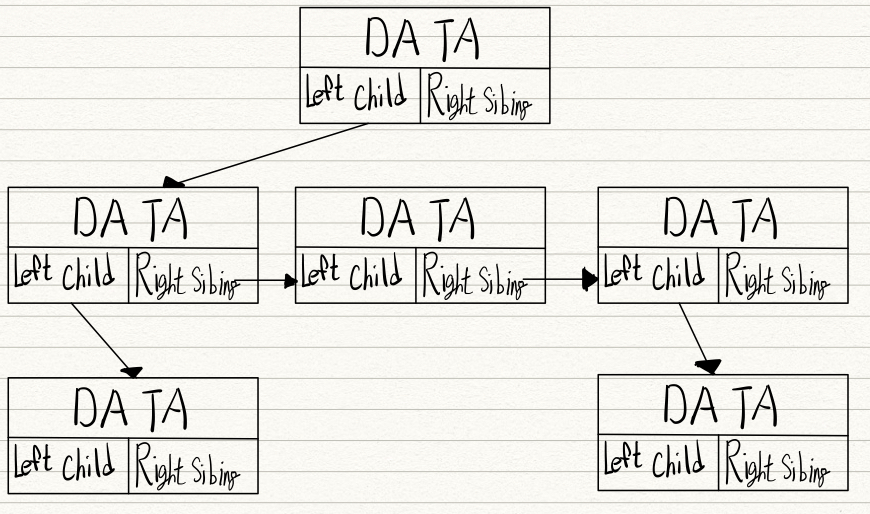 DATA
Left Child Right Sibing
DATA DATA DATA
Left Child Right Sibing Left Child Right Sibing Left Child Right Sibing
DATA DATA
Left Child Right Sibing Left Child Right Sibing